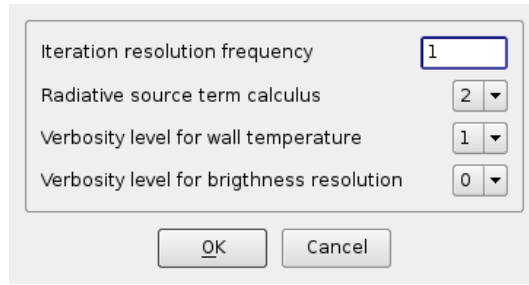 Iteration resolution frequency 1
Radiative source term calculus 2
Verbosity level for wall temperature 1
Verbosity level for brigthness resolution 0
OK Cancel